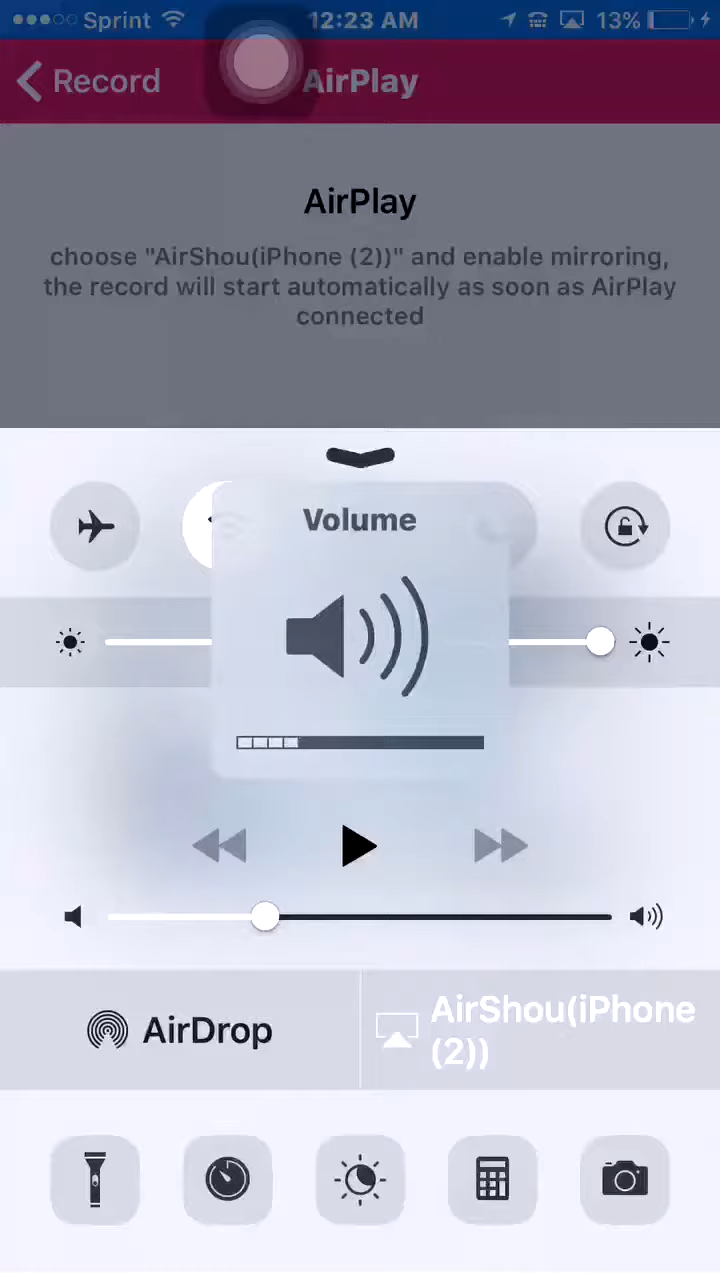 Sprint 12:23 AM 13%
Record AirPlay
AirPlay
choose "AirShou(iPhone (2))" and enable mirroring,
the record will start automatically as soon as AirPlay
connected
Volume
AirDrop
AirShou(iPhone
(2))